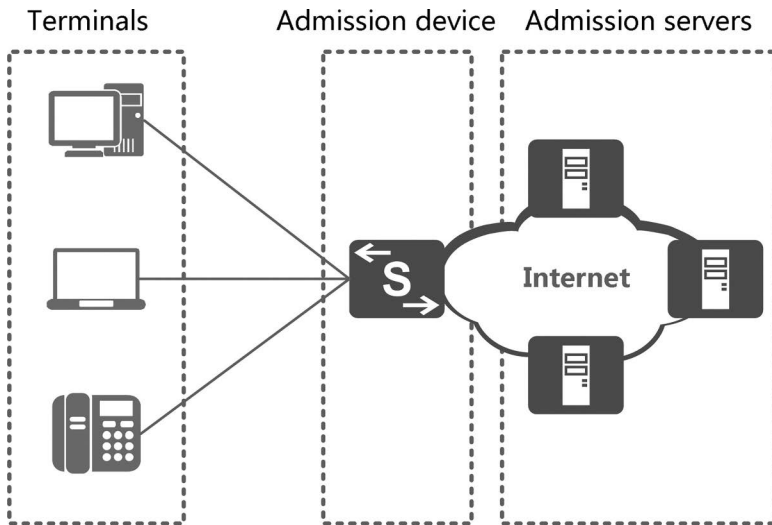 Terminals
Admission device
Admission servers
S
Internet